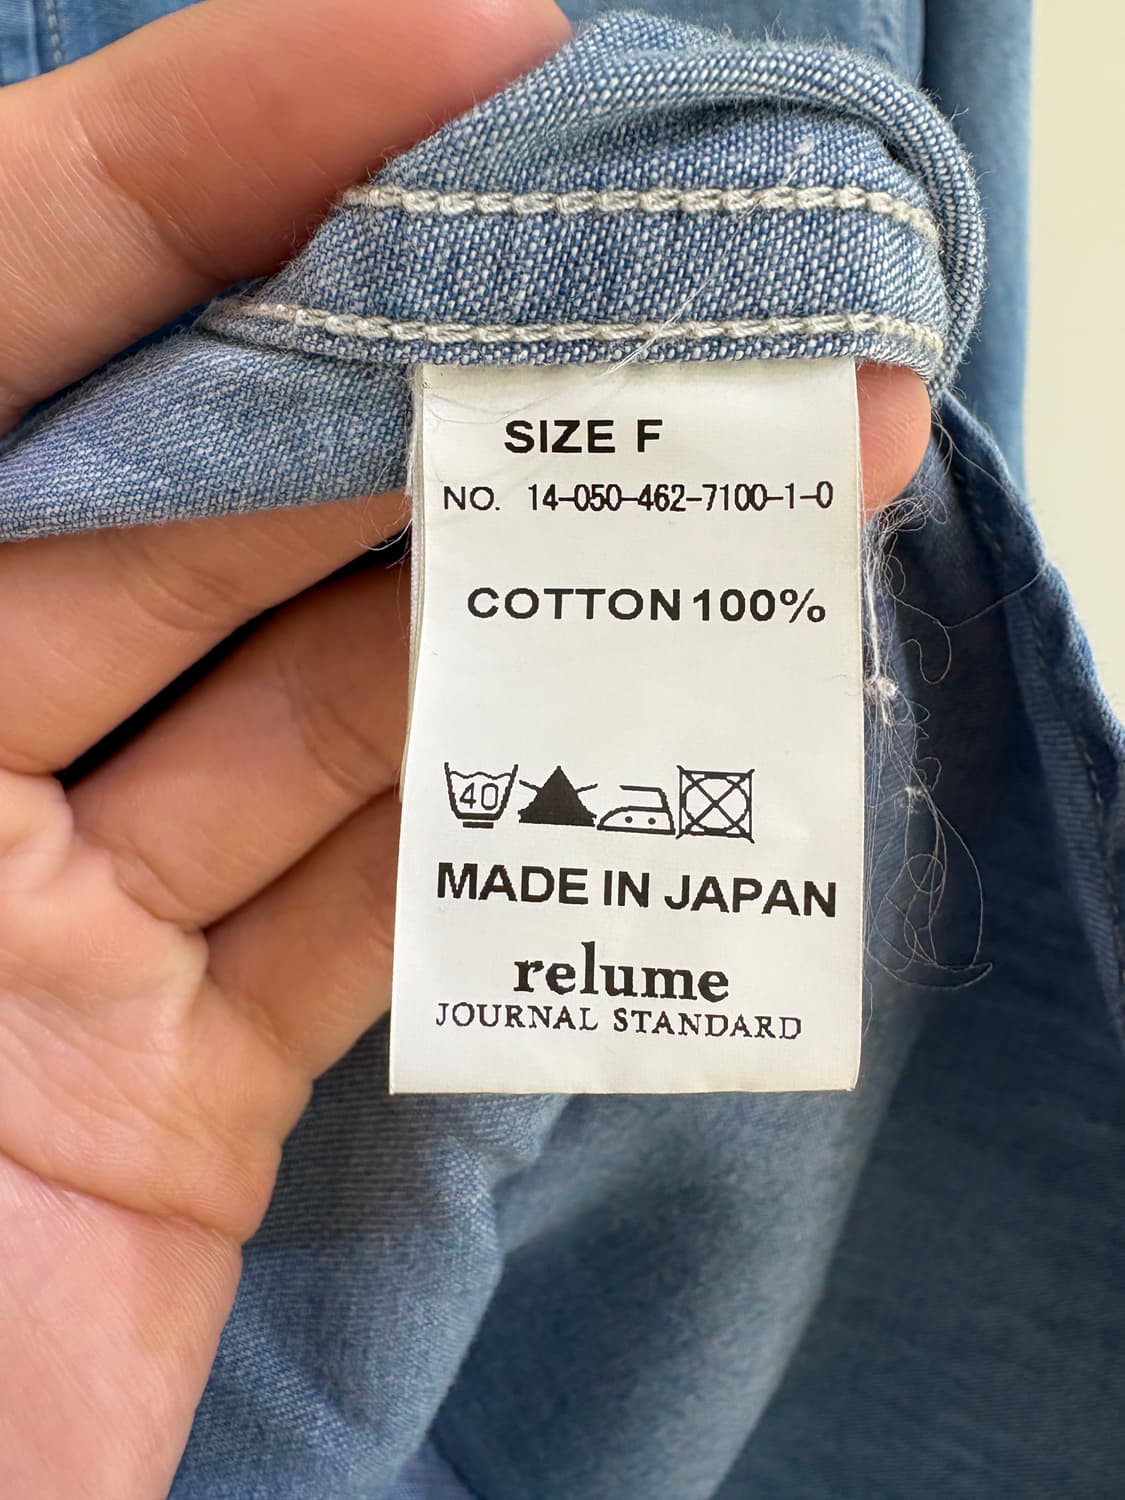 SIZE F
NO. 14-050-462-7100-1-0
COTTON 100%
40
MADE IN JAPAN
relume
JOURNAL STANDARD